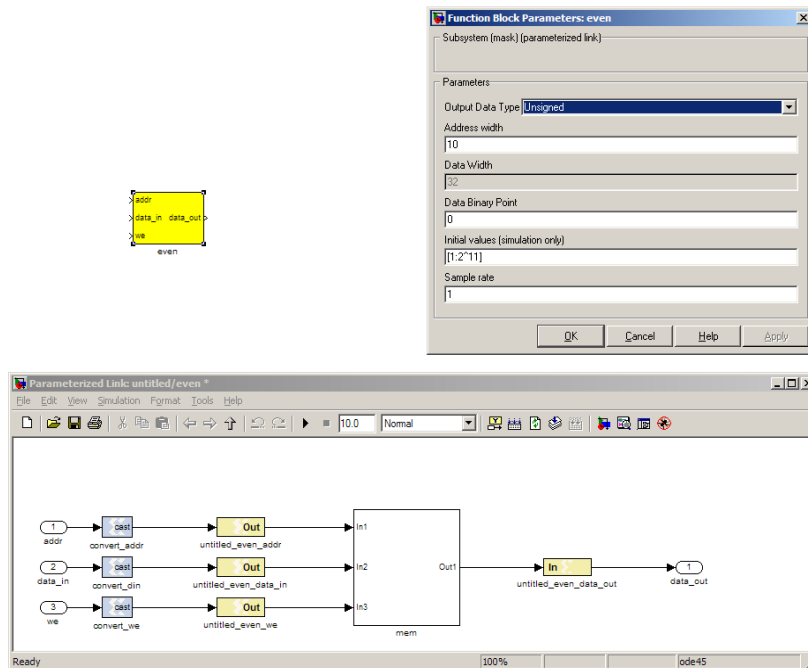 Function Block Parameters: even
Subsystem (mask) (parameterized link)
Parameters
Output Data Type Unsigned
Address width
10
Data Width
32
Data Binary Point
0
Initial values (simulation only)
[1:2^11]
Sample rate
1
OK Cancel Help Apply
addr
data_in data_out
we
even
Parameterized Link: untitled/even *
File Edit View Simulation Format Tools Help
10.0 Normal
1 cast Out In1
addr convert_addr untitled_even_addr
2 cast Out In2 Out1 In 1
data_in convert_din untitled_even_data_in untitled_even_data_out data_out
3 cast Out In3
we convert_we untitled_even_we
mem
Ready 100% ode45